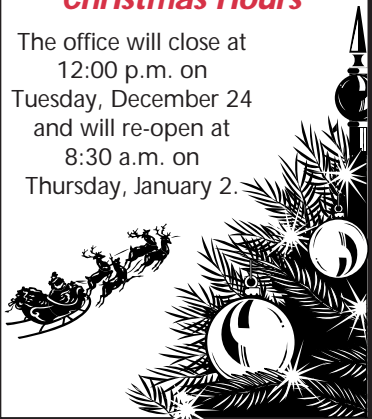 Christmas Hours
The office will close at
12:00 p.m. on
Tuesday, December 24
and will re-open at
8:30 a.m. on
Thursday, January 2.